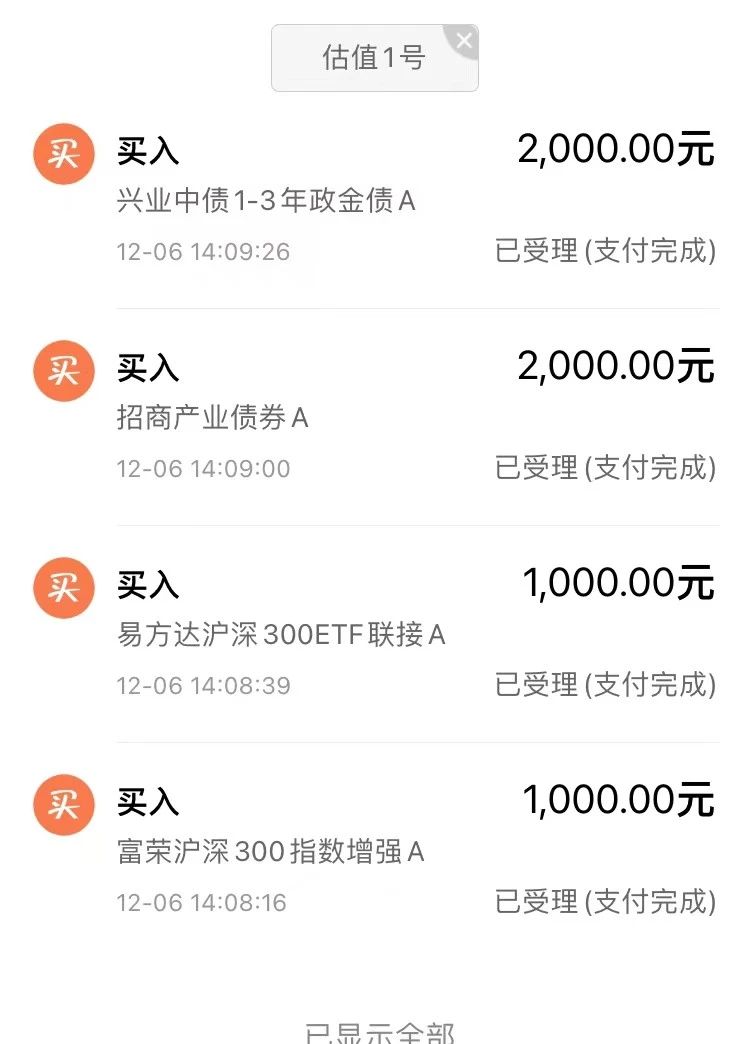 估值1号
买 买入 2,000.00元
兴业中债1-3年政金债A
12-06 14:09:26 已受理(支付完成)
买 买入 2,000.00元
招商产业债券A
12-06 14:09:00 已受理(支付完成)
买 买入 1,000.00元
易方达沪深300ETF联接A
12-06 14:08:39 已受理(支付完成)
买 买入 1,000.00元
富荣沪深300指数增强A
12-06 14:08:16 已受理(支付完成)
已显示全部